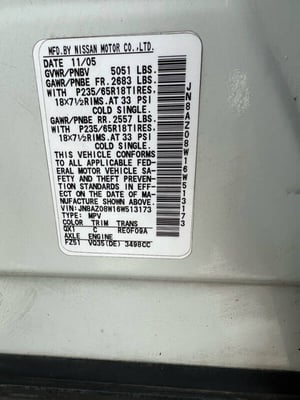 MFD.BY NISSAN MOTOR CO.,LTD.
DATE 11/05
GVWR/PNBV 5051 LBS.
GAWR/PNBE FR. 2683 LBS.
WITH P235/65R18TIRES
18X7½RIMS.AT 33 PSI
COLD SINGLE.
GAWR/PNBE RR. 2557 LBS.
WITH P235/65R18TIRES
18X7½RIMS.AT 33 PSI
COLD SINGLE.
THIS VEHICLE CONFORMS
TO ALL APPLICABLE FED-
ERAL MOTOR VEHICLE SA-
FETY AND THEFT PREVEN-
TION STANDARDS IN EFF-
ECT ON THE DATE OF MA-
NUFACTURE SHOWN ABOVE.
VIN:JN8AZ08W16W513173
TYPE: MPV
COLOR TRIM TRANS
QX1 C RE0F09A
AXLE ENGINE
FZ51 VQ35(DE) 3498CC
JN8AZ08W16W513173